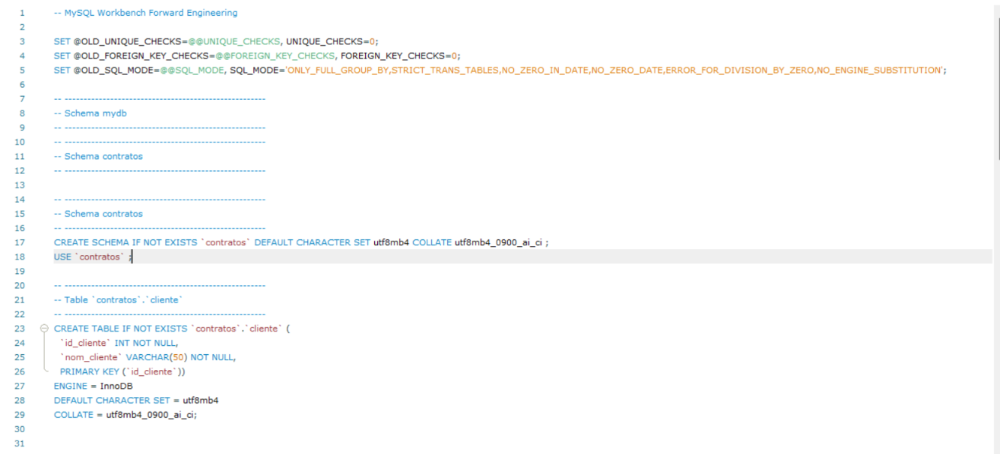 1 -- MySQL Workbench Forward Engineering
2
3 SET @OLD_UNIQUE_CHECKS=@@UNIQUE_CHECKS, UNIQUE_CHECKS=0;
4 SET @OLD_FOREIGN_KEY_CHECKS=@@FOREIGN_KEY_CHECKS, FOREIGN_KEY_CHECKS=0;
5 SET @OLD_SQL_MODE=@@SQL_MODE, SQL_MODE='ONLY_FULL_GROUP_BY,STRICT_TRANS_TABLES,NO_ZERO_IN_DATE,NO_ZERO_DATE,ERROR_FOR_DIVISION_BY_ZERO,NO_ENGINE_SUBSTITUTION';
6
7 -- -----------------------------------------------------
8 -- Schema mydb
9 -- -----------------------------------------------------
10 -- -----------------------------------------------------
11 -- Schema contratos
12 -- -----------------------------------------------------
13
14 -- -----------------------------------------------------
15 -- Schema contratos
16 -- -----------------------------------------------------
17 CREATE SCHEMA IF NOT EXISTS `contratos` DEFAULT CHARACTER SET utf8mb4 COLLATE utf8mb4_0900_ai_ci ;
18 USE `contratos` ;
19
20 -- -----------------------------------------------------
21 -- Table `contratos`.`cliente`
22 -- -----------------------------------------------------
23 CREATE TABLE IF NOT EXISTS `contratos`.`cliente` (
24 `id_cliente` INT NOT NULL,
25 `nom_cliente` VARCHAR(50) NOT NULL,
26 PRIMARY KEY (`id_cliente`))
27 ENGINE = InnoDB
28 DEFAULT CHARACTER SET = utf8mb4
29 COLLATE = utf8mb4_0900_ai_ci;
30
31